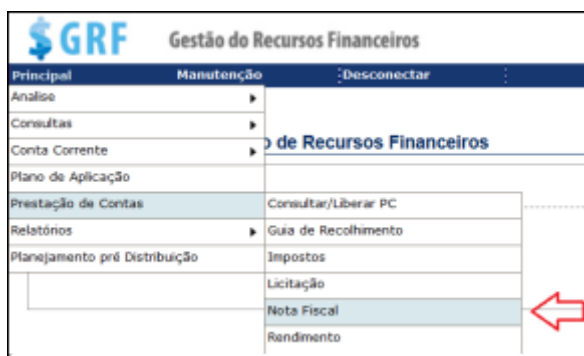 $GRF Gestão do Recursos Financeiros
Principal Manutenção Desconectar
Analise
Consultas
Conta Corrente
o de Recursos Financeiros
Plano de Aplicação
Prestação de Contas Consultar/Liberar PC
Relatórios Guia de Recolhimento
Planejamento pré Distribuição Impostos
Licitação
Nota Fiscal
Rendimento